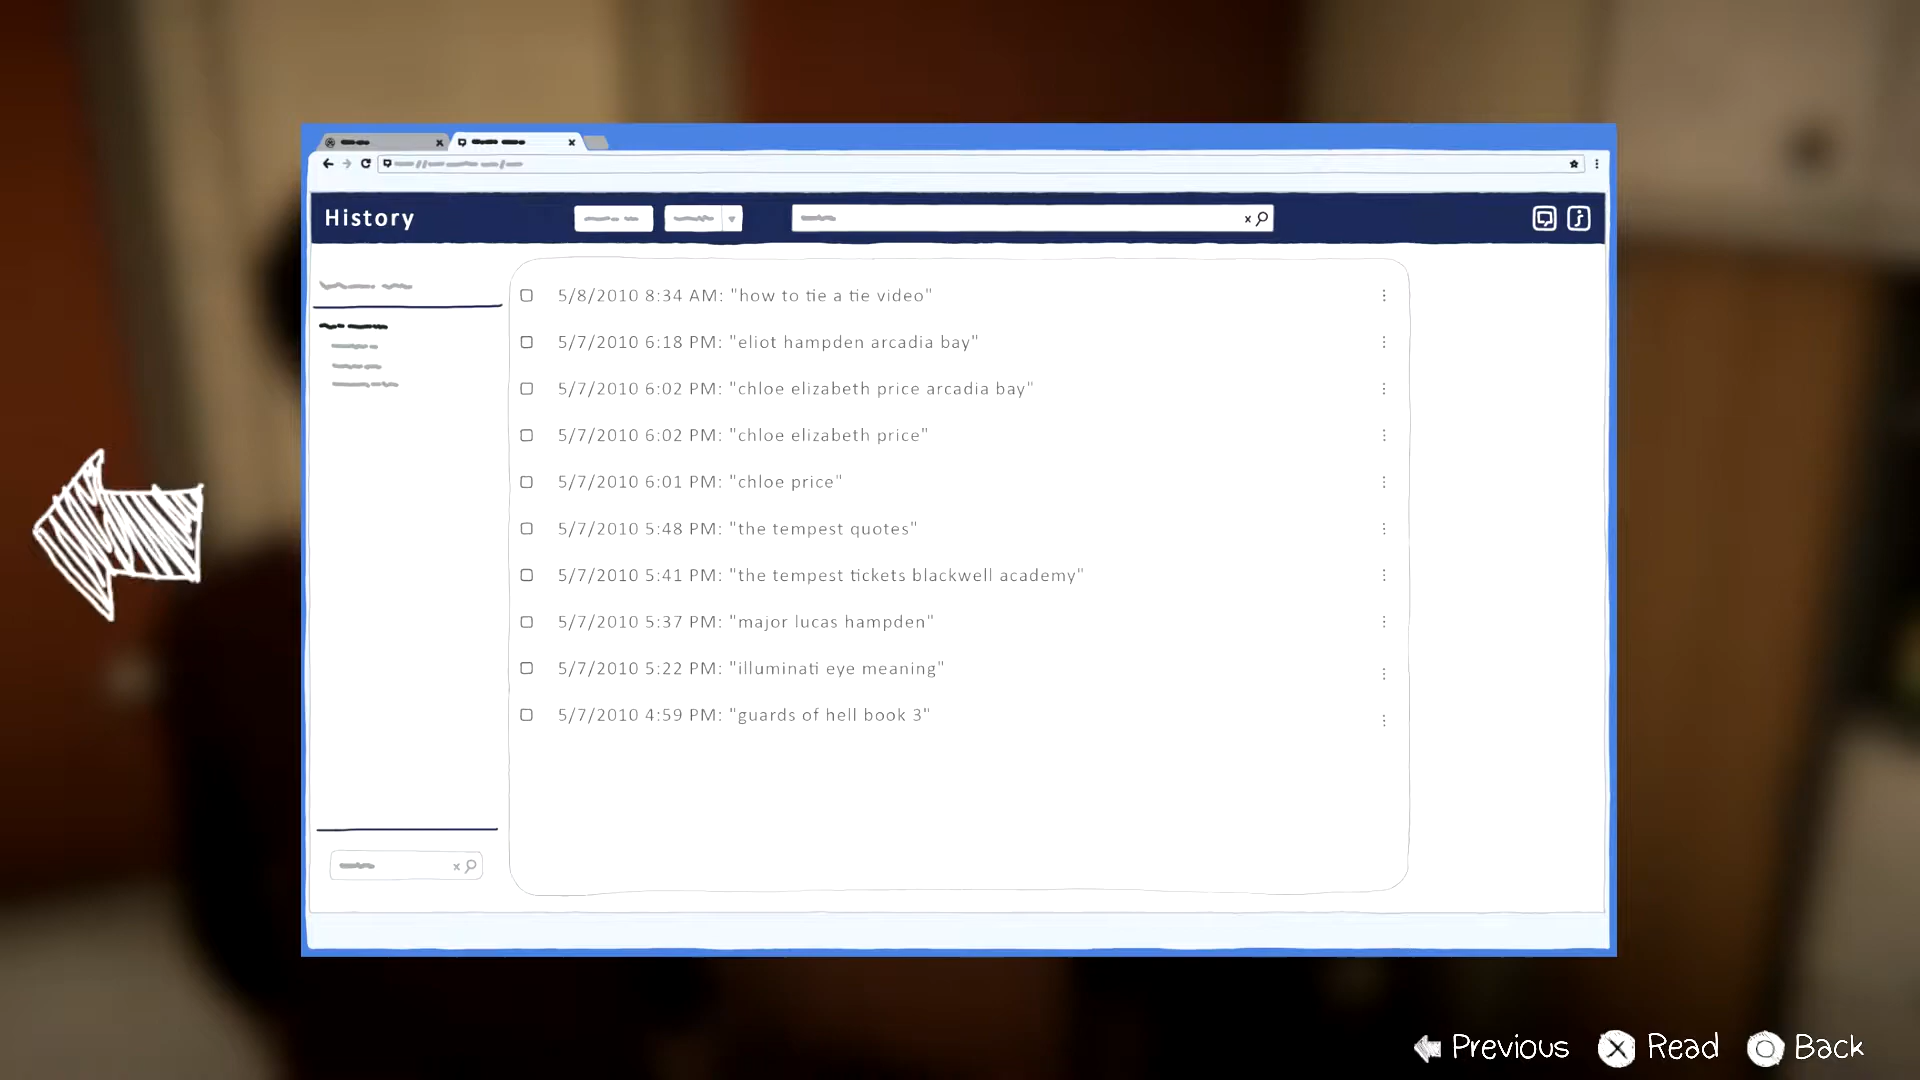 History
5/8/2010 8:34 AM: "how to tie a tie video"
5/7/2010 6:18 PM: "eliot hampden arcadia bay"
5/7/2010 6:02 PM: "chloe elizabeth price arcadia bay"
5/7/2010 6:02 PM: "chloe elizabeth price"
5/7/2010 6:01 PM: "chloe price"
5/7/2010 5:48 PM: "the tempest quotes"
5/7/2010 5:41 PM: "the tempest tickets blackwell academy"
5/7/2010 5:37 PM: "major lucas hampden"
5/7/2010 5:22 PM: "illuminati eye meaning"
5/7/2010 4:59 PM: "guards of hell book 3"
Previous Read Back